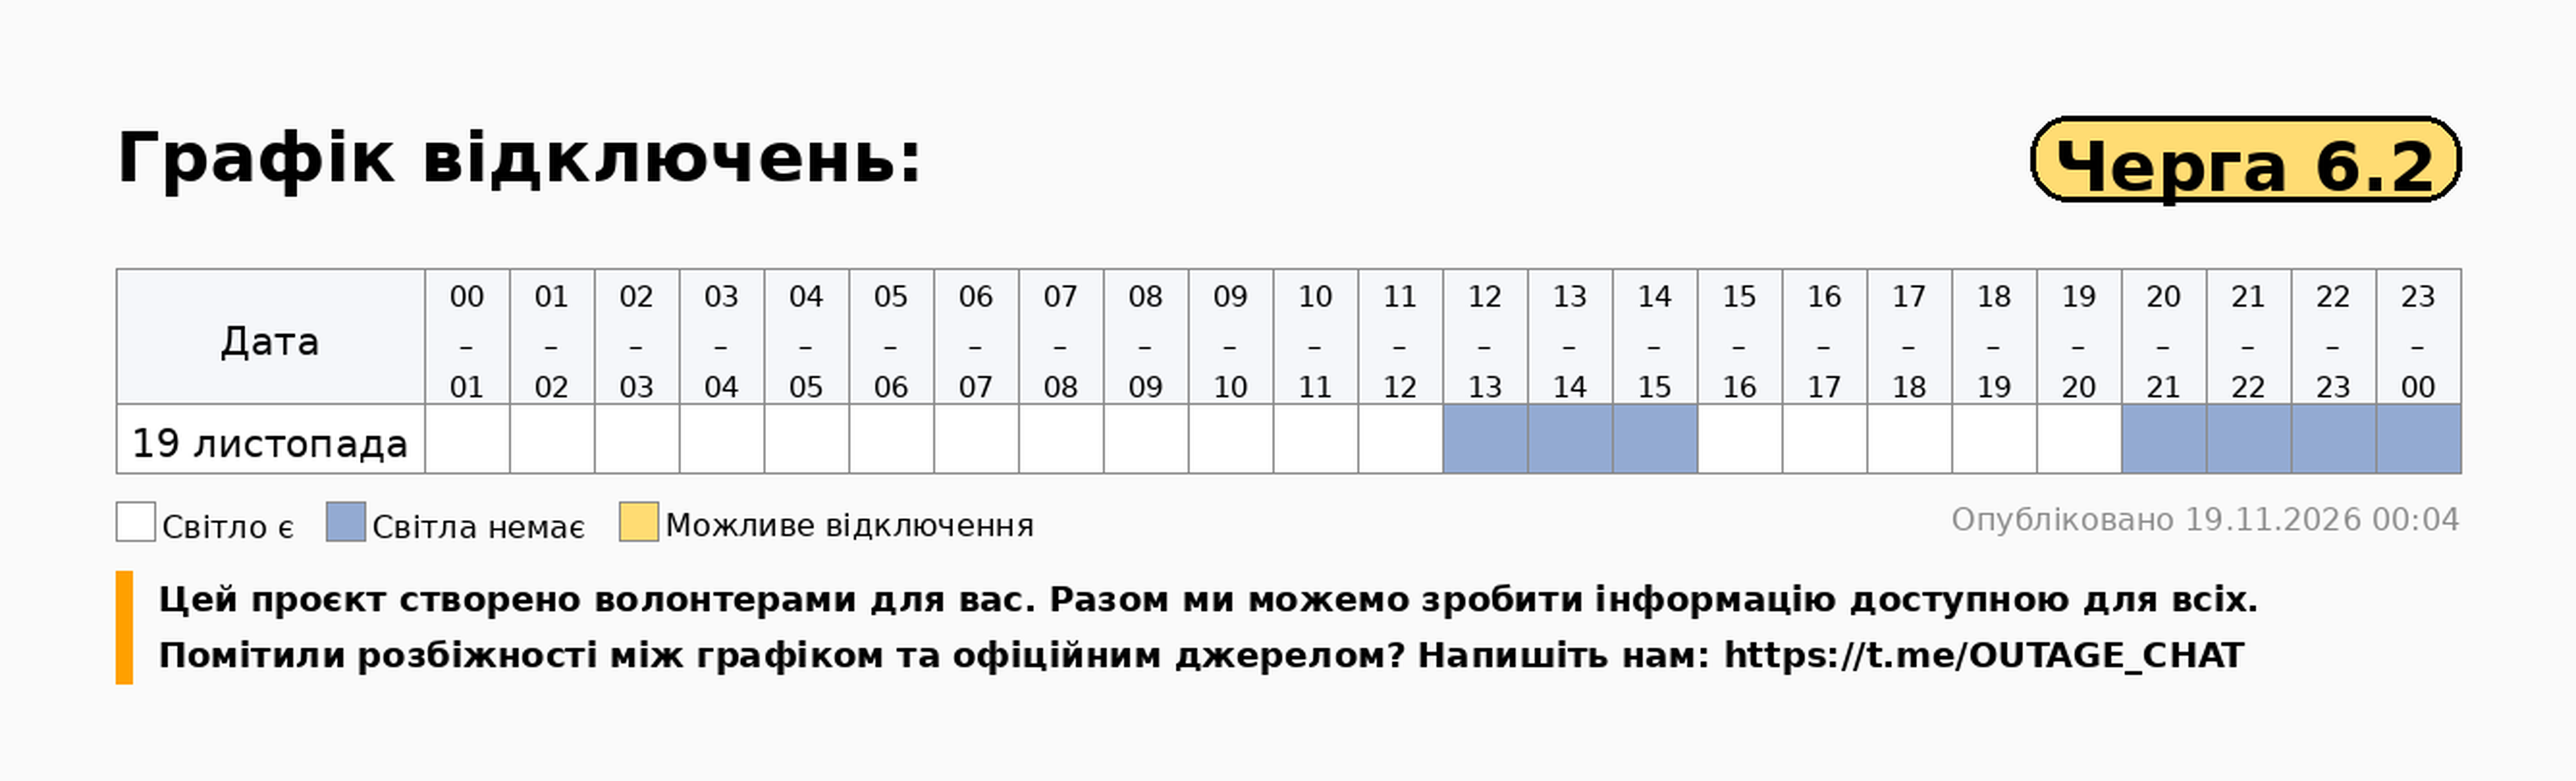 Графік відключень:
Черга 6.2
Дата 00 – 01 01 – 02 02 – 03 03 – 04 04 – 05 05 – 06 06 – 07 07 – 08 08 – 09 09 – 10 10 – 11 11 – 12 12 – 13 13 – 14 14 – 15 15 – 16 16 – 17 17 – 18 18 – 19 19 – 20 20 – 21 21 – 22 22 – 23 23 – 00
19 листопада
Світло є Світла немає Можливе відключення
Опубліковано 19.11.2026 00:04
Цей проєкт створено волонтерами для вас. Разом ми можемо зробити інформацію доступною для всіх.
Помітили розбіжності між графіком та офіційним джерелом? Напишіть нам: https://t.me/OUTAGE_CHAT